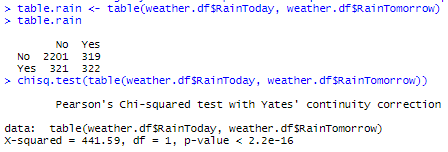 > table.rain <- table(weather.df$RainToday, weather.df$RainTomorrow)
> table.rain
No Yes
No 2201 319
Yes 321 322
> chisq.test(table(weather.df$RainToday, weather.df$RainTomorrow))
Pearson's Chi-squared test with Yates' continuity correction
data: table(weather.df$RainToday, weather.df$RainTomorrow)
X-squared = 441.59, df = 1, p-value < 2.2e-16